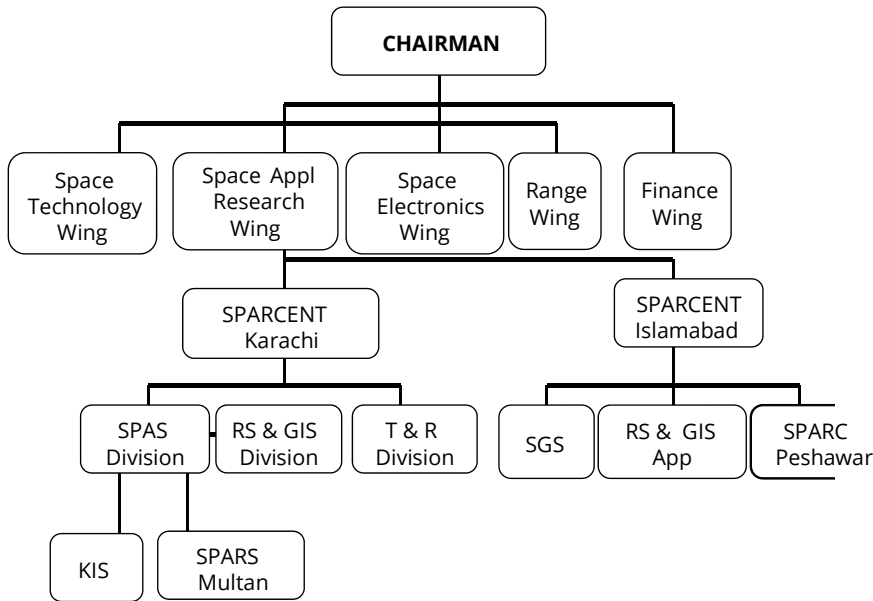 CHAIRMAN
Space
Technology
Wing
Space Appl
Research
Wing
Space
Electronics
Wing
Range
Wing
Finance
Wing
SPARCENT
Karachi
SPARCENT
Islamabad
SPAS
Division
RS & GIS
Division
T & R
Division
SGS
RS & GIS
App
SPARC
Peshawar
KIS
SPARS
Multan